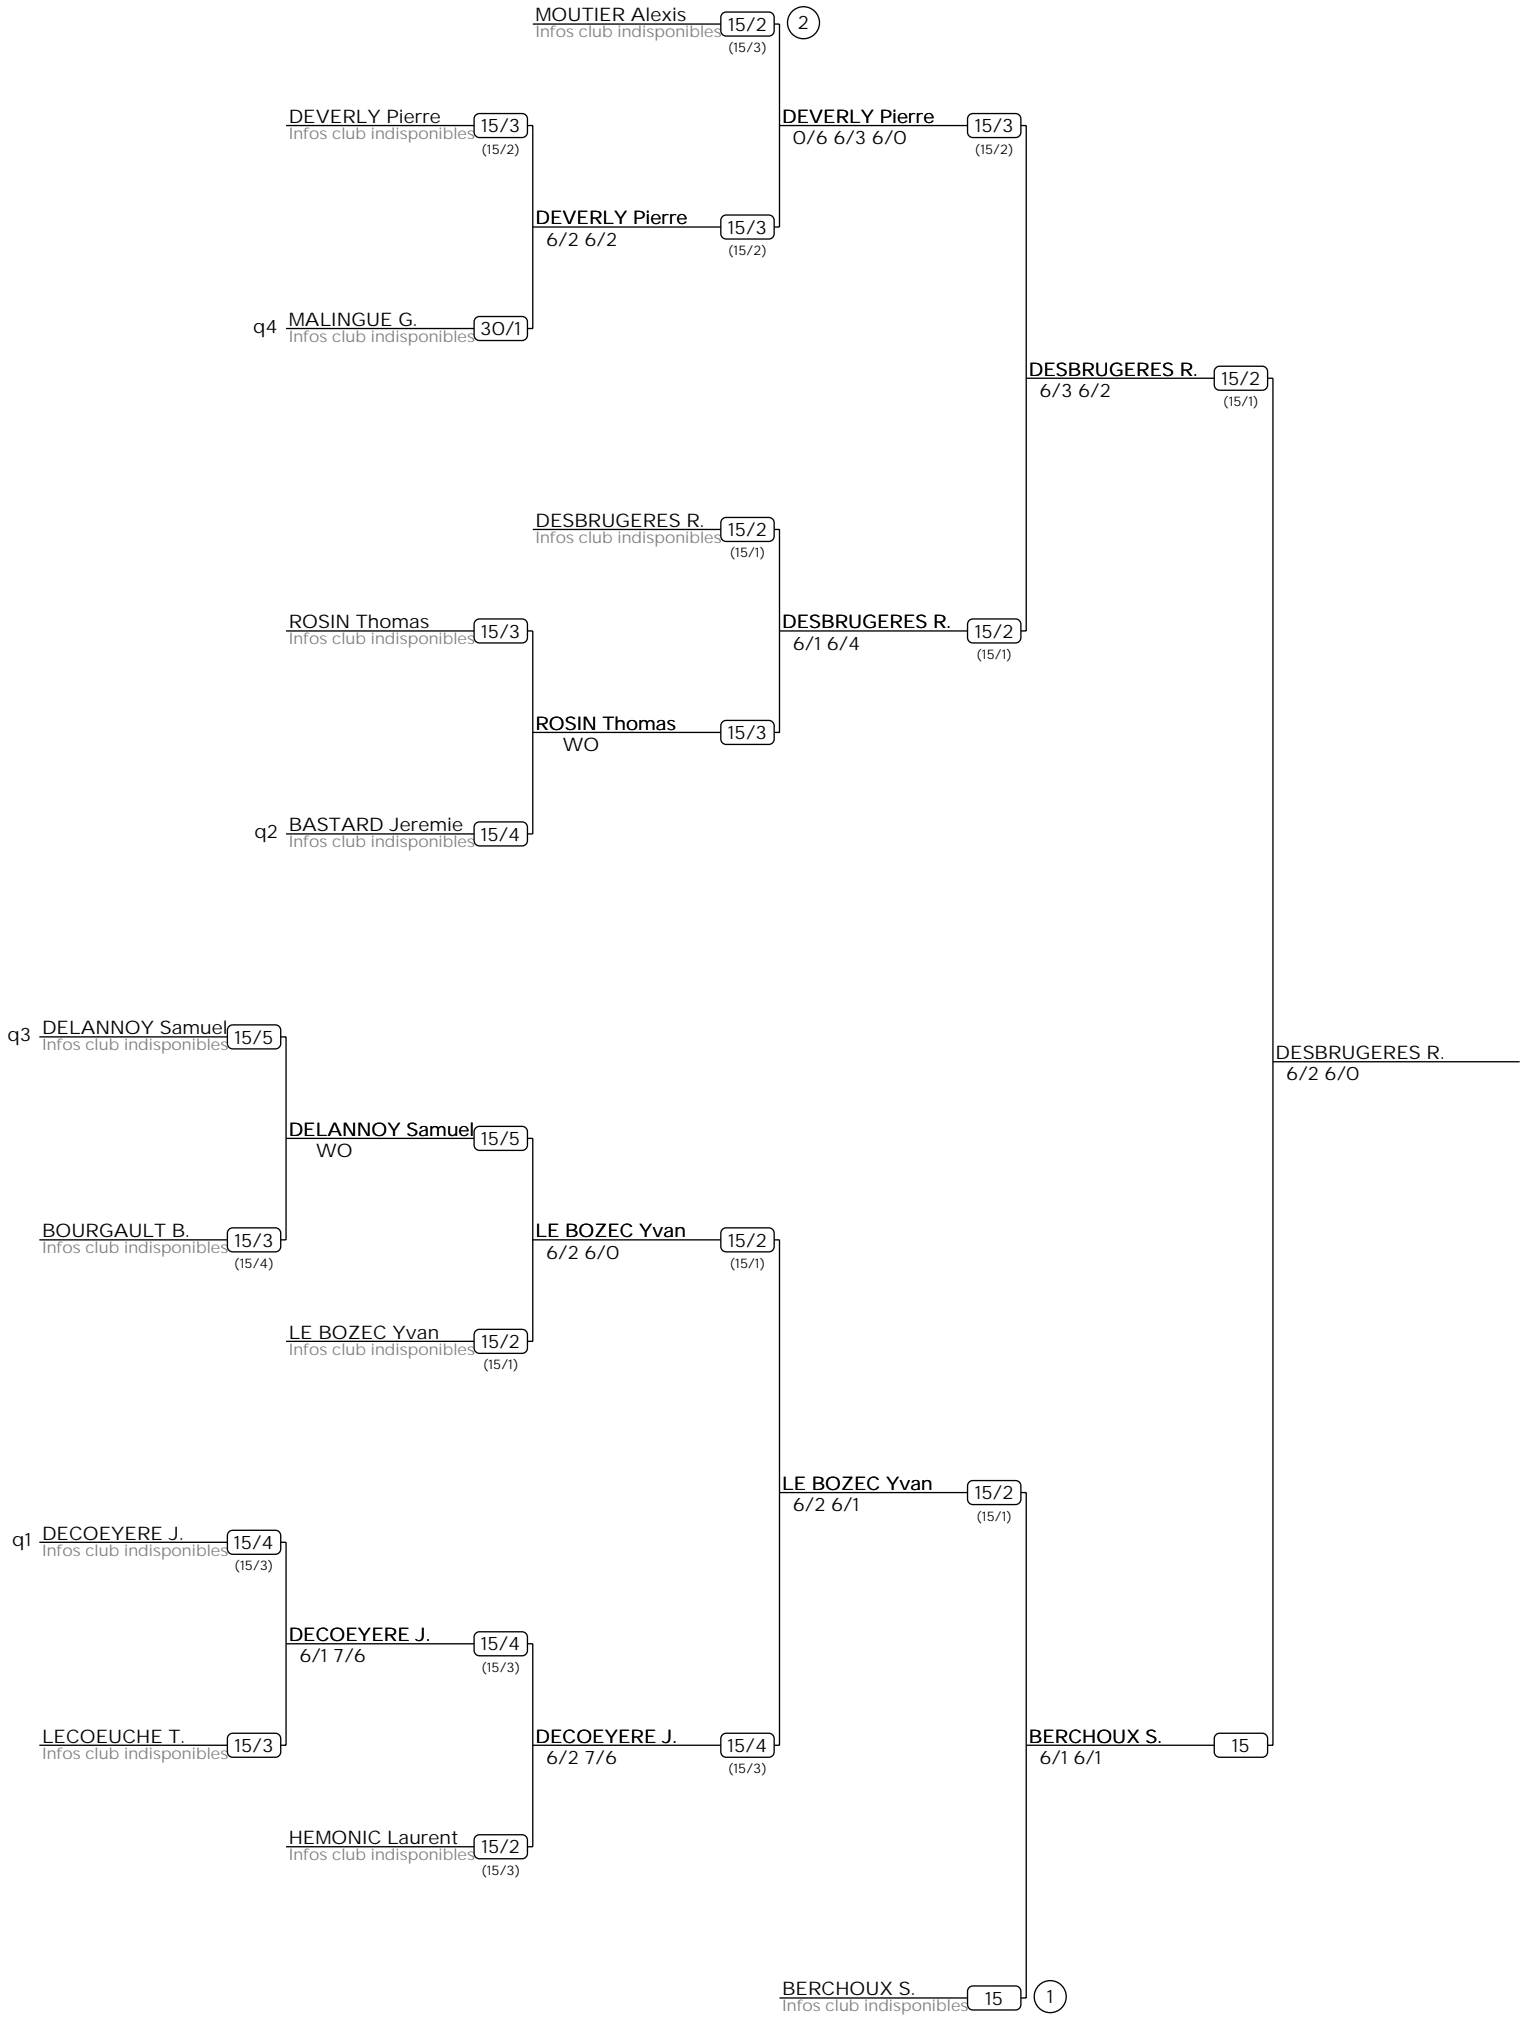 MOUTIER Alexis
Infos club indisponibles
15/2
(15/3)
2
DEVERLY Pierre
Infos club indisponibles
15/3
(15/2)
DEVERLY Pierre
0/6 6/3 6/0
15/3
(15/2)
DEVERLY Pierre
6/2 6/2
15/3
(15/2)
q4
MALINGUE G.
Infos club indisponibles
30/1
DESBRUGERES R.
6/3 6/2
15/2
(15/1)
DESBRUGERES R.
Infos club indisponibles
15/2
(15/1)
ROSIN Thomas
Infos club indisponibles
15/3
DESBRUGERES R.
6/1 6/4
15/2
(15/1)
ROSIN Thomas
WO
15/3
q2
BASTARD Jeremie
Infos club indisponibles
15/4
q3
DELANNOY Samuel
Infos club indisponibles
15/5
DESBRUGERES R.
6/2 6/0
DELANNOY Samuel
WO
15/5
BOURGAULT B.
Infos club indisponibles
15/3
(15/4)
LE BOZEC Yvan
6/2 6/0
15/2
(15/1)
LE BOZEC Yvan
Infos club indisponibles
15/2
(15/1)
LE BOZEC Yvan
6/2 6/1
15/2
(15/1)
q1
DECOEYERE J.
Infos club indisponibles
15/4
(15/3)
DECOEYERE J.
6/1 7/6
15/4
(15/3)
LECOEUCHE T.
Infos club indisponibles
15/3
DECOEYERE J.
6/2 7/6
15/4
(15/3)
BERCHOUX S.
6/1 6/1
15
HEMONIC Laurent
Infos club indisponibles
15/2
(15/3)
BERCHOUX S.
Infos club indisponibles
15
1